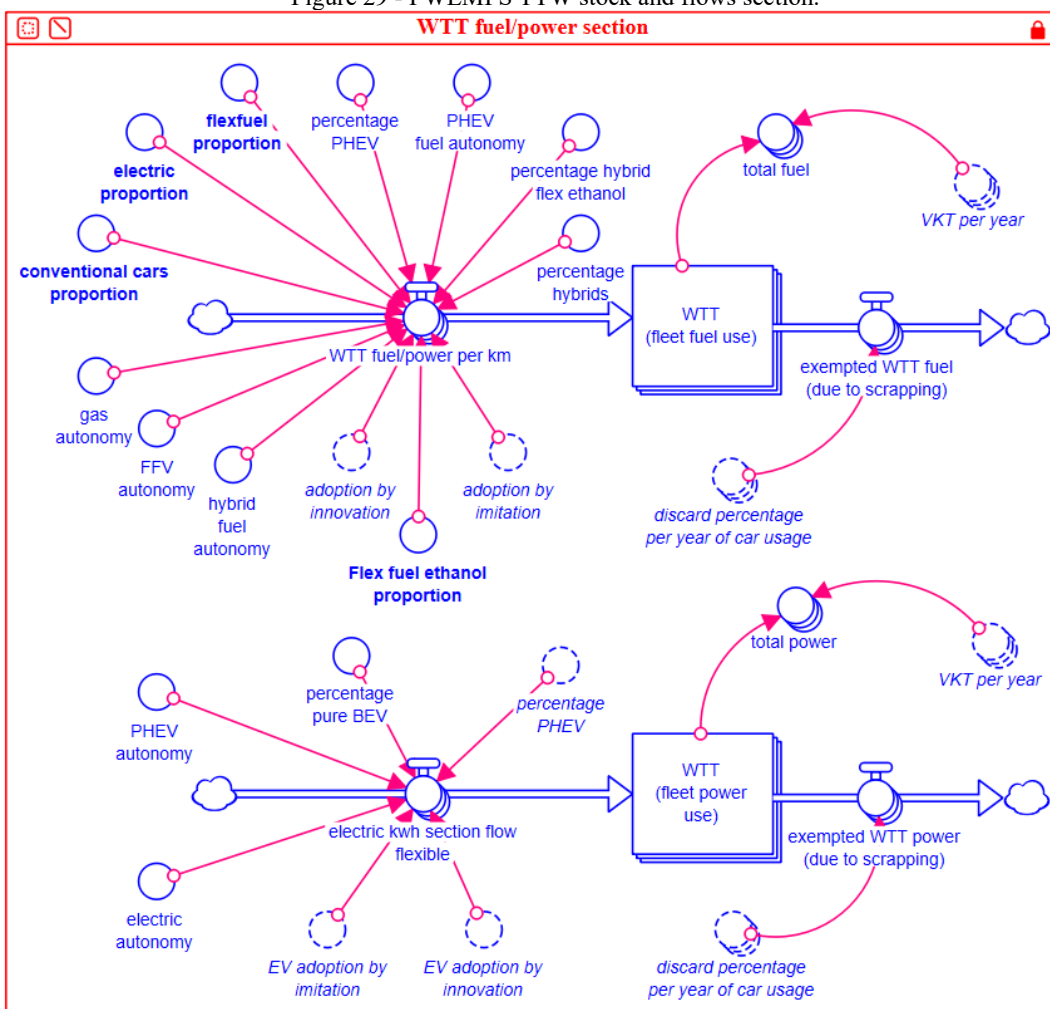 WTT fuel/power section
flexfuel
proportion
percentage
PHEV
PHEV
fuel autonomy
electric
proportion
percentage hybrid
flex ethanol
total fuel
VKT per year
conventional cars
proportion
percentage
hybrids
WTT
(fleet fuel use)
WTT fuel/power per km
exempted WTT fuel
(due to scrapping)
gas
autonomy
FFV
autonomy
hybrid
fuel
autonomy
adoption by
innovation
adoption by
imitation
discard percentage
per year of car usage
Flex fuel ethanol
proportion
total power
VKT per year
percentage
pure BEV
percentage
PHEV
PHEV
autonomy
WTT
(fleet power
use)
electric kwh section flow
flexible
exempted WTT power
(due to scrapping)
electric
autonomy
EV adoption by
imitation
EV adoption by
innovation
discard percentage
per year of car usage